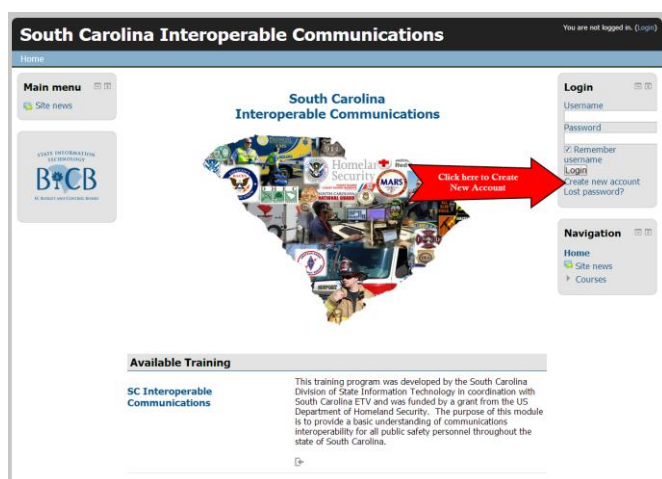 South Carolina Interoperable Communications
You are not logged in. (Login)
Home
Main menu
Site news
STATE INFORMATION
TECHNOLOGY
B&CB
SC BUDGET AND CONTROL BOARD
South Carolina
Interoperable Communications
Homeland
Security
MARS
NATIONAL GUARD
AIRPORT
Click here to Create
New Account
Login
Username
Password
Remember
username
Login
Create new account
Lost password?
Navigation
Home
Site news
Courses
Available Training
SC Interoperable
Communications
This training program was developed by the South Carolina
Division of State Information Technology in coordination with
South Carolina ETV and was funded by a grant from the US
Department of Homeland Security. The purpose of this module
is to provide a basic understanding of communications
interoperability for all public safety personnel throughout the
state of South Carolina.